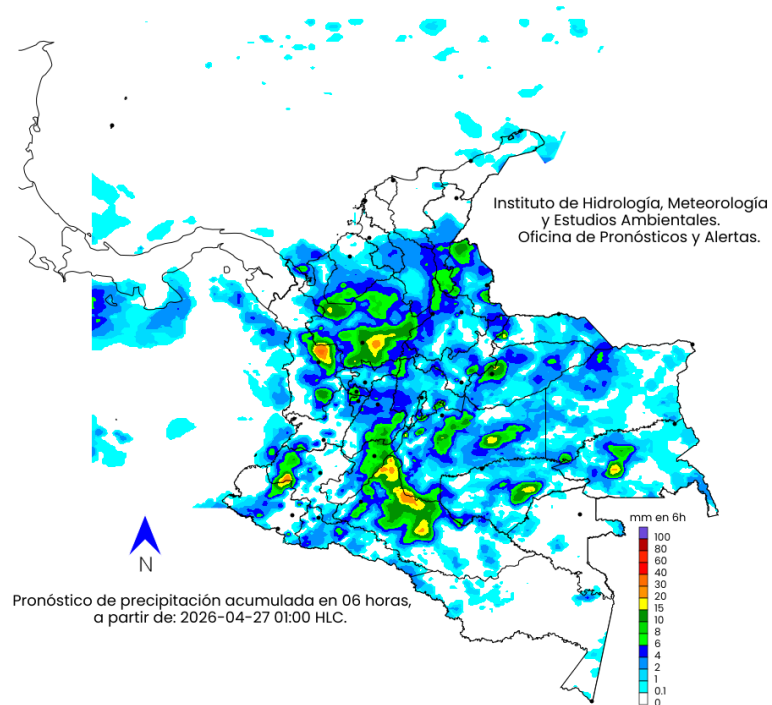 Instituto de Hidrología, Meteorología
y Estudios Ambientales.
Oficina de Pronósticos y Alertas.
mm en 6h
100
80
60
40
30
20
15
10
8
6
4
2
1
0.1
0
N
Pronóstico de precipitación acumulada en 06 horas,
a partir de: 2026-04-27 01:00 HLC.